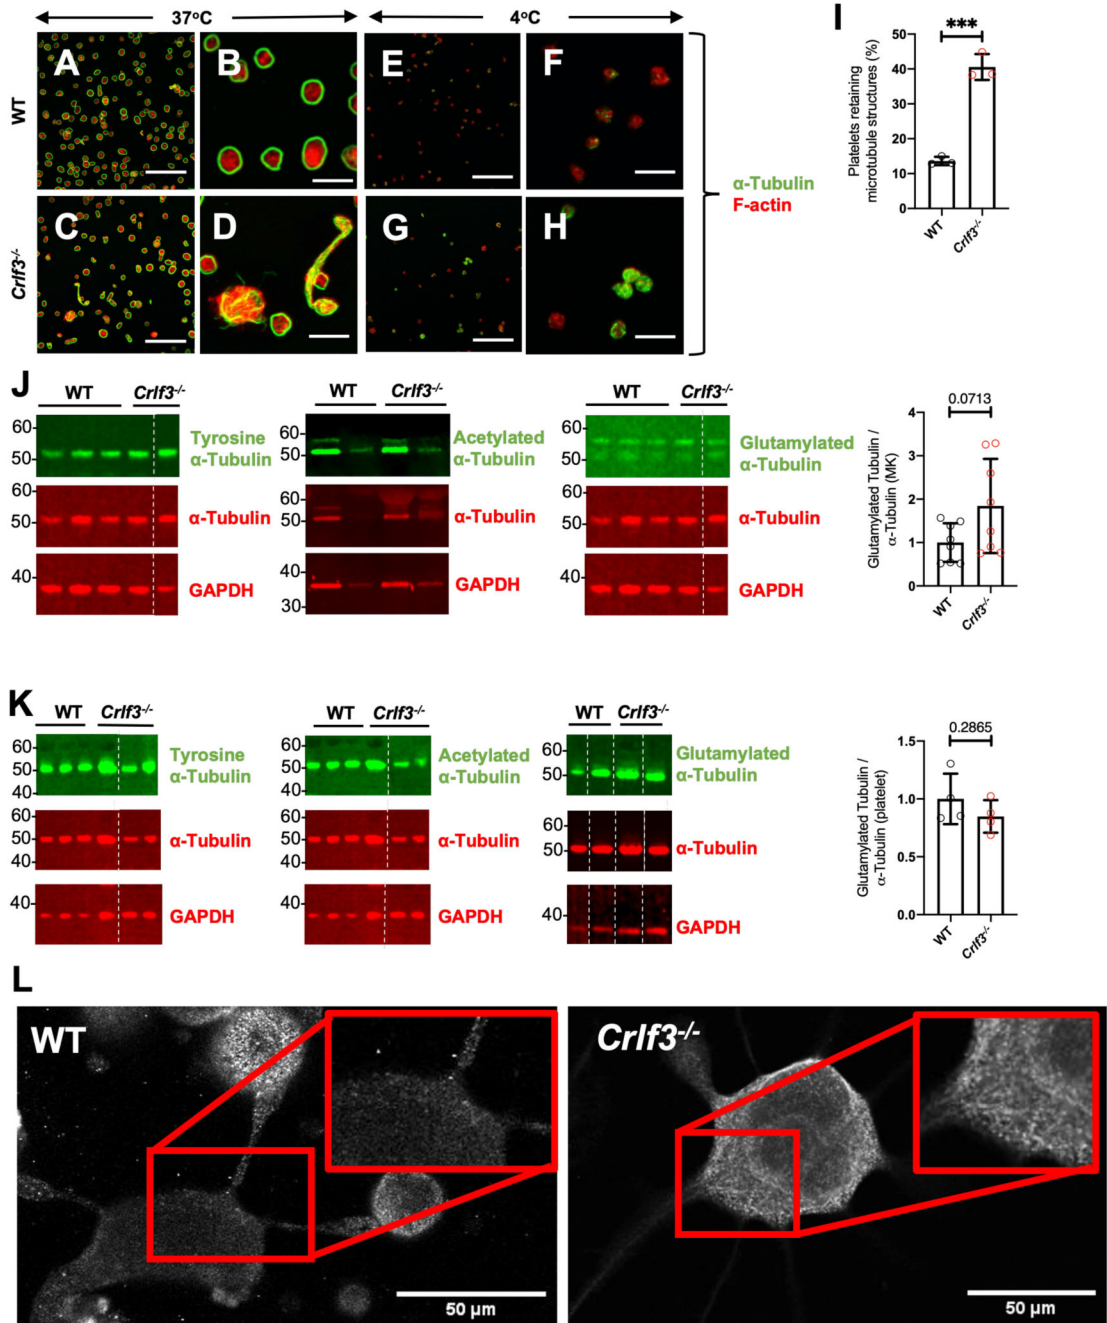 37°C
4°C
WT
Crlf3-/-
A
B
E
F
C
D
G
H
α-Tubulin
F-actin
I
***
Platelets retaining
microtubule structures (%)
50
40
30
20
10
0
WT
Crlf3-/-
J
WT Crlf3-/-
60
50
Tyrosine
α-Tubulin
60
50
α-Tubulin
40
GAPDH
WT Crlf3-/-
60
50
Acetylated
α-Tubulin
60
50
α-Tubulin
40
30
GAPDH
WT Crlf3-/-
60
50
Glutamylated
α-Tubulin
60
50
α-Tubulin
40
GAPDH
0.0713
Glutamylated Tubulin /
α-Tubulin (MK)
4
3
2
1
0
WT
Crlf3-/-
K
WT Crlf3-/-
60
50
40
Tyrosine
α-Tubulin
60
50
40
α-Tubulin
40
GAPDH
WT Crlf3-/-
60
50
40
Acetylated
α-Tubulin
60
50
40
α-Tubulin
40
GAPDH
WT Crlf3-/-
60
50
Glutamylated
α-Tubulin
60
50
α-Tubulin
40
GAPDH
0.2865
Glutamylated Tubulin /
α-Tubulin (platelet)
1.5
1.0
0.5
0.0
WT
Crlf3-/-
L
WT
50 µm
Crlf3-/-
50 µm